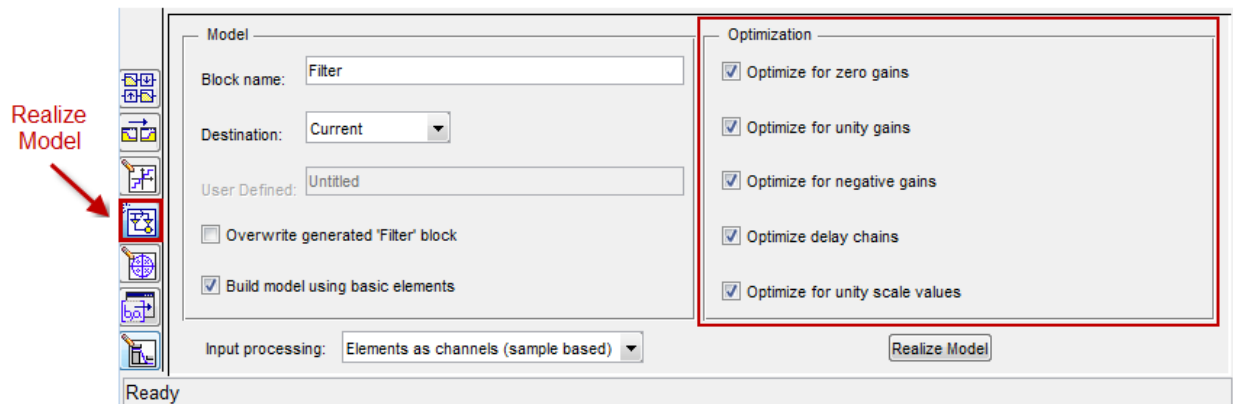 Realize
Model
Model
Block name: Filter
Destination: Current
User Defined: Untitled
Overwrite generated 'Filter' block
Build model using basic elements
Optimization
Optimize for zero gains
Optimize for unity gains
Optimize for negative gains
Optimize delay chains
Optimize for unity scale values
Input processing: Elements as channels (sample based)
Realize Model
Ready